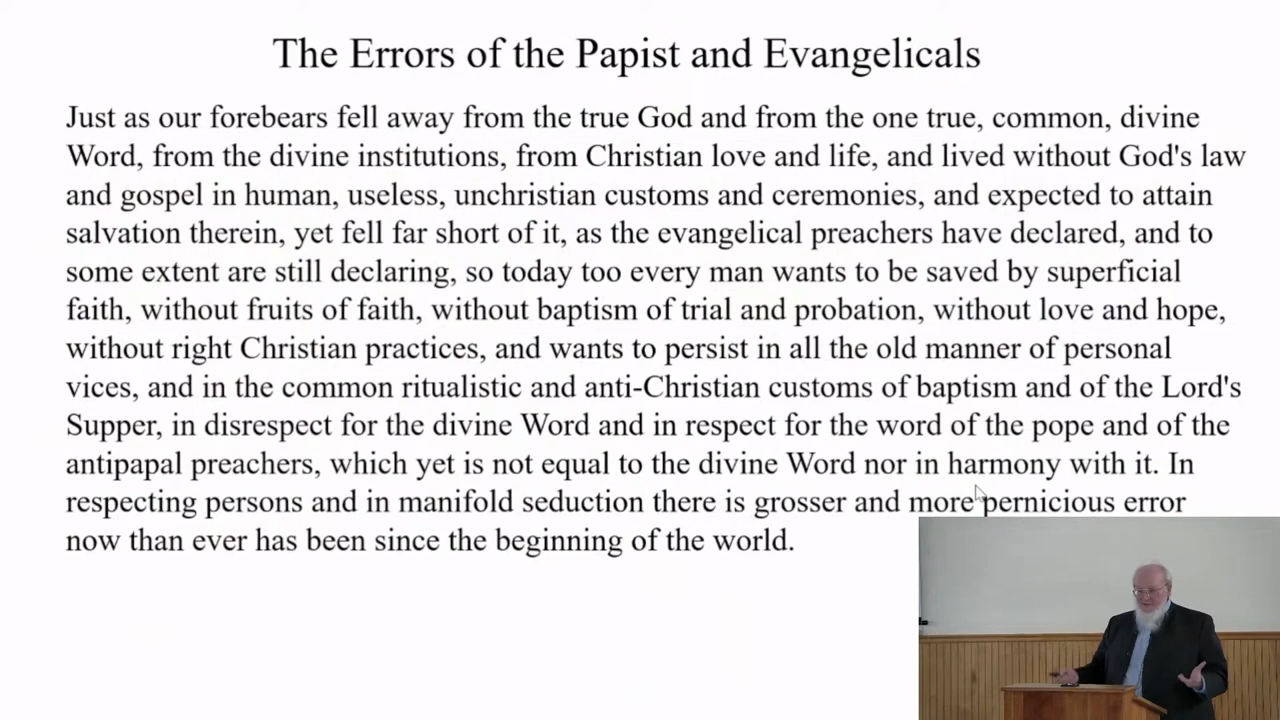 The Errors of the Papist and Evangelicals
Just as our forebears fell away from the true God and from the one true, common, divine
Word, from the divine institutions, from Christian love and life, and lived without God's law
and gospel in human, useless, unchristian customs and ceremonies, and expected to attain
salvation therein, yet fell far short of it, as the evangelical preachers have declared, and to
some extent are still declaring, so today too every man wants to be saved by superficial
faith, without fruits of faith, without baptism of trial and probation, without love and hope,
without right Christian practices, and wants to persist in all the old manner of personal
vices, and in the common ritualistic and anti-Christian customs of baptism and of the Lord's
Supper, in disrespect for the divine Word and in respect for the word of the pope and of the
antipapal preachers, which yet is not equal to the divine Word nor in harmony with it. In
respecting persons and in manifold seduction there is grosser and more pernicious error
now than ever has been since the beginning of the world.